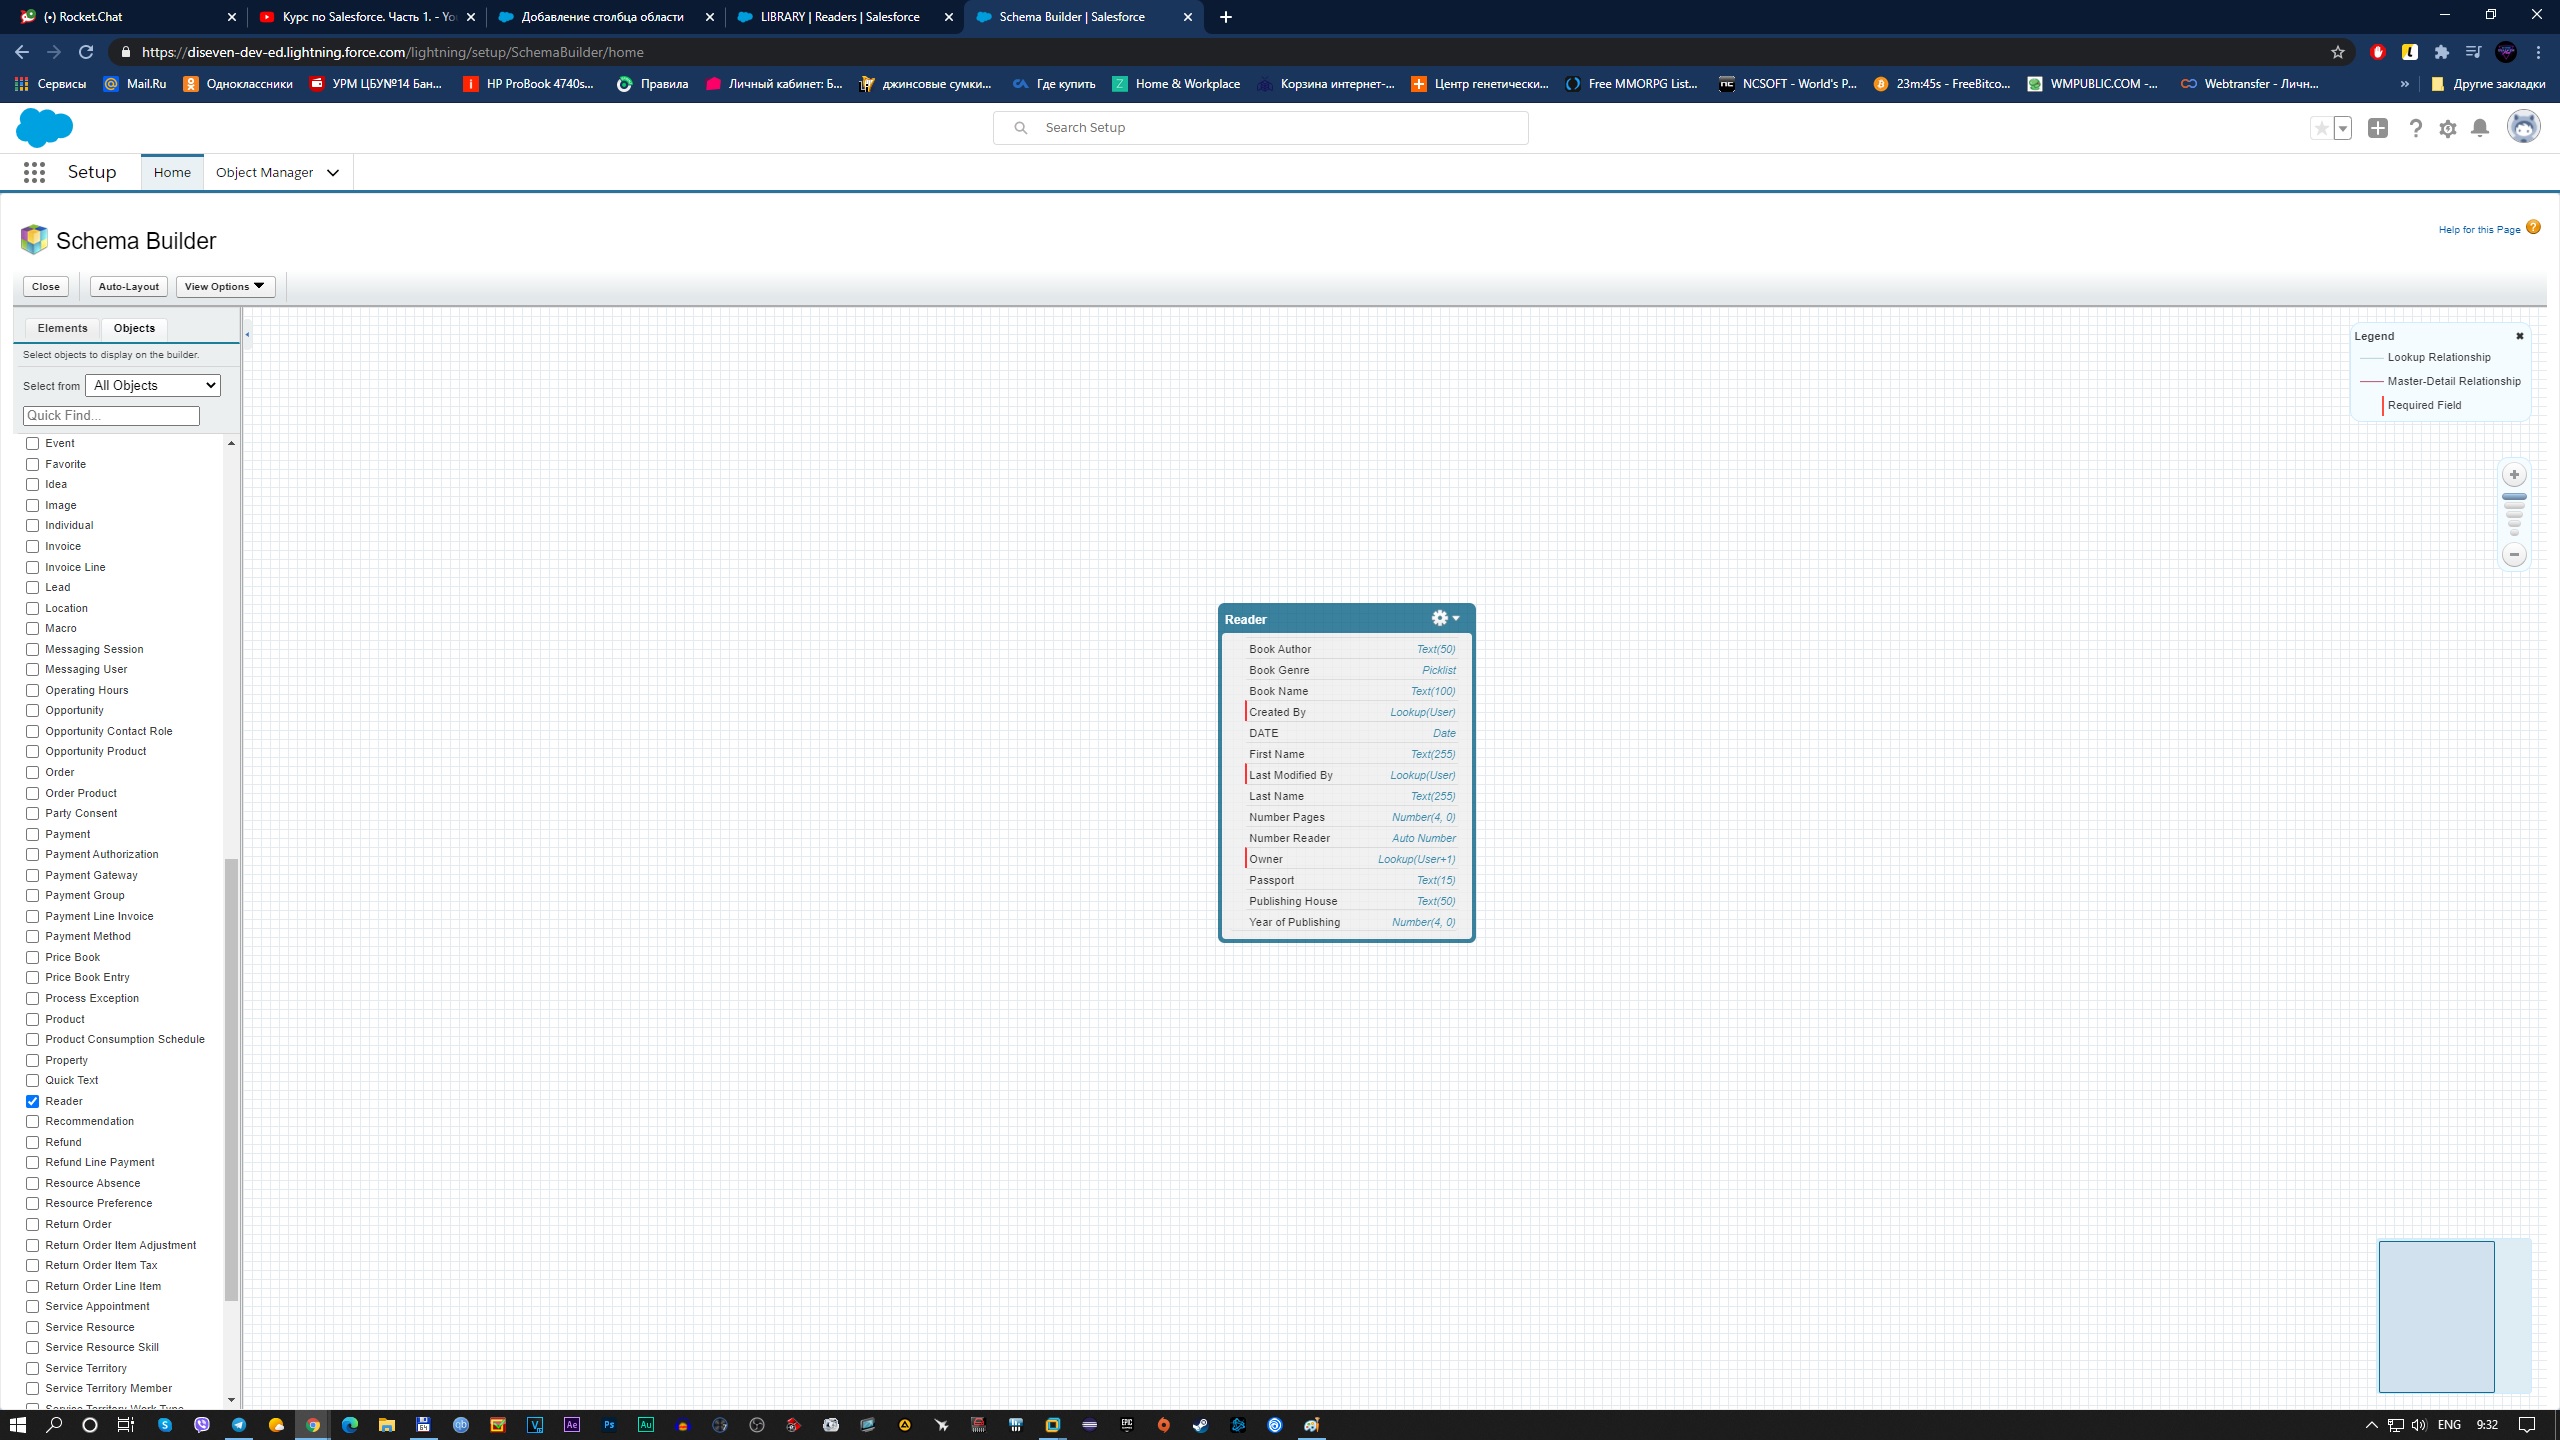 (•) Rocket.Chat
Курс по Salesforce. Часть 1. - Yo
Добавление столбца области
LIBRARY | Readers | Salesforce
Schema Builder | Salesforce
https://diseven-dev-ed.lightning.force.com/lightning/setup/SchemaBuilder/home
Сервисы
Mail.Ru
Одноклассники
УРМ ЦБУ№14 Бан...
HP ProBook 4740s...
Правила
Личный кабинет: Б...
джинсовые сумки...
Где купить
Home & Workplace
Корзина интернет-...
Центр генетически...
Free MMORPG List...
NCSOFT - World's P...
23m:45s - FreeBitco...
WMPUBLIC.COM -...
Webtransfer - Личн...
»
Другие закладки
Search Setup
Setup
Home
Object Manager
Schema Builder
Help for this Page
Close
Auto-Layout
View Options
Elements
Objects
Select objects to display on the builder.
Select from
All Objects
Quick Find...
Event
Favorite
Idea
Image
Individual
Invoice
Invoice Line
Lead
Location
Macro
Messaging Session
Messaging User
Operating Hours
Opportunity
Opportunity Contact Role
Opportunity Product
Order
Order Product
Party Consent
Payment
Payment Authorization
Payment Gateway
Payment Group
Payment Line Invoice
Payment Method
Price Book
Price Book Entry
Process Exception
Product
Product Consumption Schedule
Property
Quick Text
Reader
Recommendation
Refund
Refund Line Payment
Resource Absence
Resource Preference
Return Order
Return Order Item Adjustment
Return Order Item Tax
Return Order Line Item
Service Appointment
Service Resource
Service Resource Skill
Service Territory
Service Territory Member
Service Territory Work Type
Reader
Book Author Text(50)
Book Genre Picklist
Book Name Text(100)
Created By Lookup(User)
DATE Date
First Name Text(255)
Last Modified By Lookup(User)
Last Name Text(255)
Number Pages Number(4, 0)
Number Reader Auto Number
Owner Lookup(User+1)
Passport Text(15)
Publishing House Text(50)
Year of Publishing Number(4, 0)
Legend
Lookup Relationship
Master-Detail Relationship
Required Field
ENG
9:32